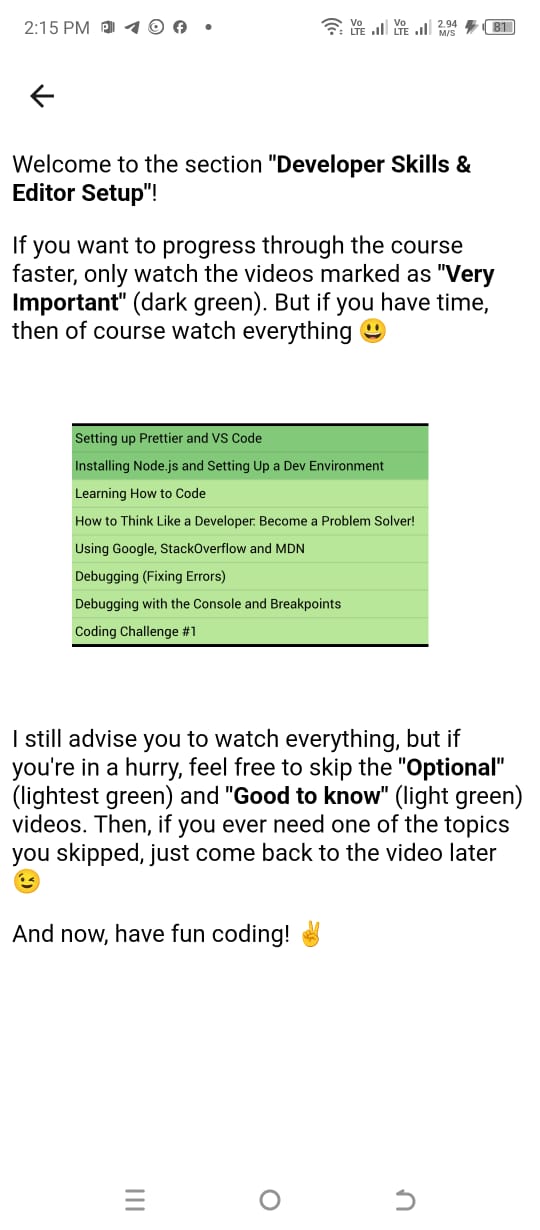 2:15 PM
Vo LTE Vo LTE 2.94 M/S 81
Welcome to the section "Developer Skills &
Editor Setup"!
If you want to progress through the course
faster, only watch the videos marked as "Very
Important" (dark green). But if you have time,
then of course watch everything 😃
Setting up Prettier and VS Code
Installing Node.js and Setting Up a Dev Environment
Learning How to Code
How to Think Like a Developer: Become a Problem Solver!
Using Google, StackOverflow and MDN
Debugging (Fixing Errors)
Debugging with the Console and Breakpoints
Coding Challenge #1
I still advise you to watch everything, but if
you're in a hurry, feel free to skip the "Optional"
(lightest green) and "Good to know" (light green)
videos. Then, if you ever need one of the topics
you skipped, just come back to the video later
😉
And now, have fun coding! ✌️